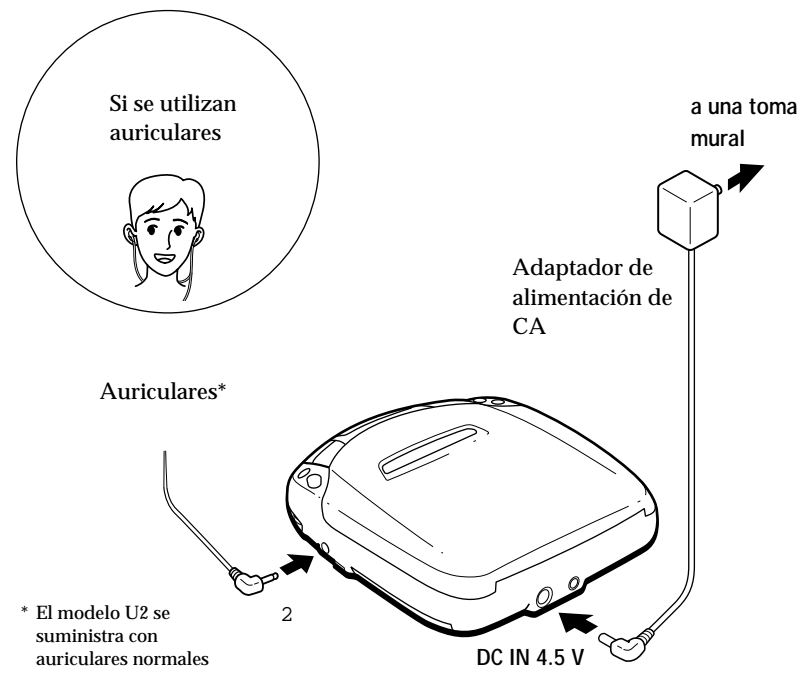 Si se utilizan
auriculares
a una toma
mural
Adaptador de
alimentación de
CA
Auriculares*
2
* El modelo U2 se
suministra con
auriculares normales
DC IN 4.5 V